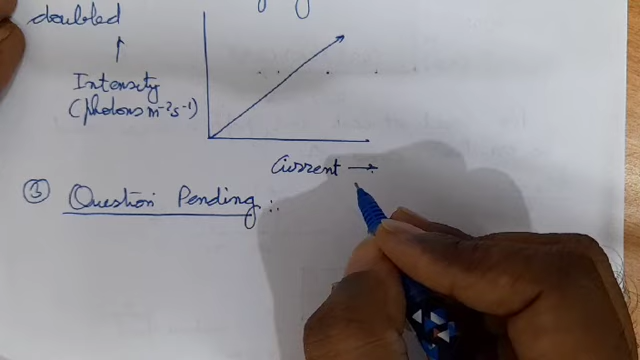 doubled
Intensity
(photons m⁻² s⁻¹)
Current →
③ Question Pending :